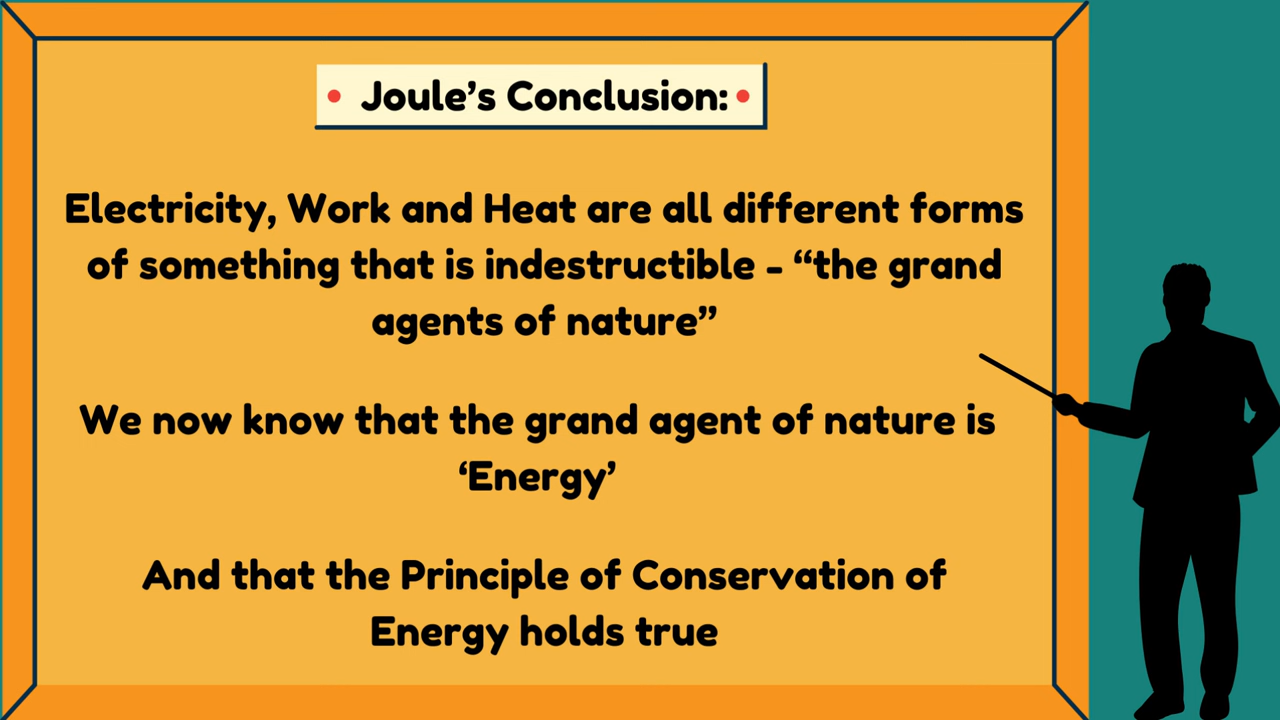 Joule’s Conclusion:
Electricity, Work and Heat are all different forms
of something that is indestructible - “the grand
agents of nature”
We now know that the grand agent of nature is
‘Energy’
And that the Principle of Conservation of
Energy holds true